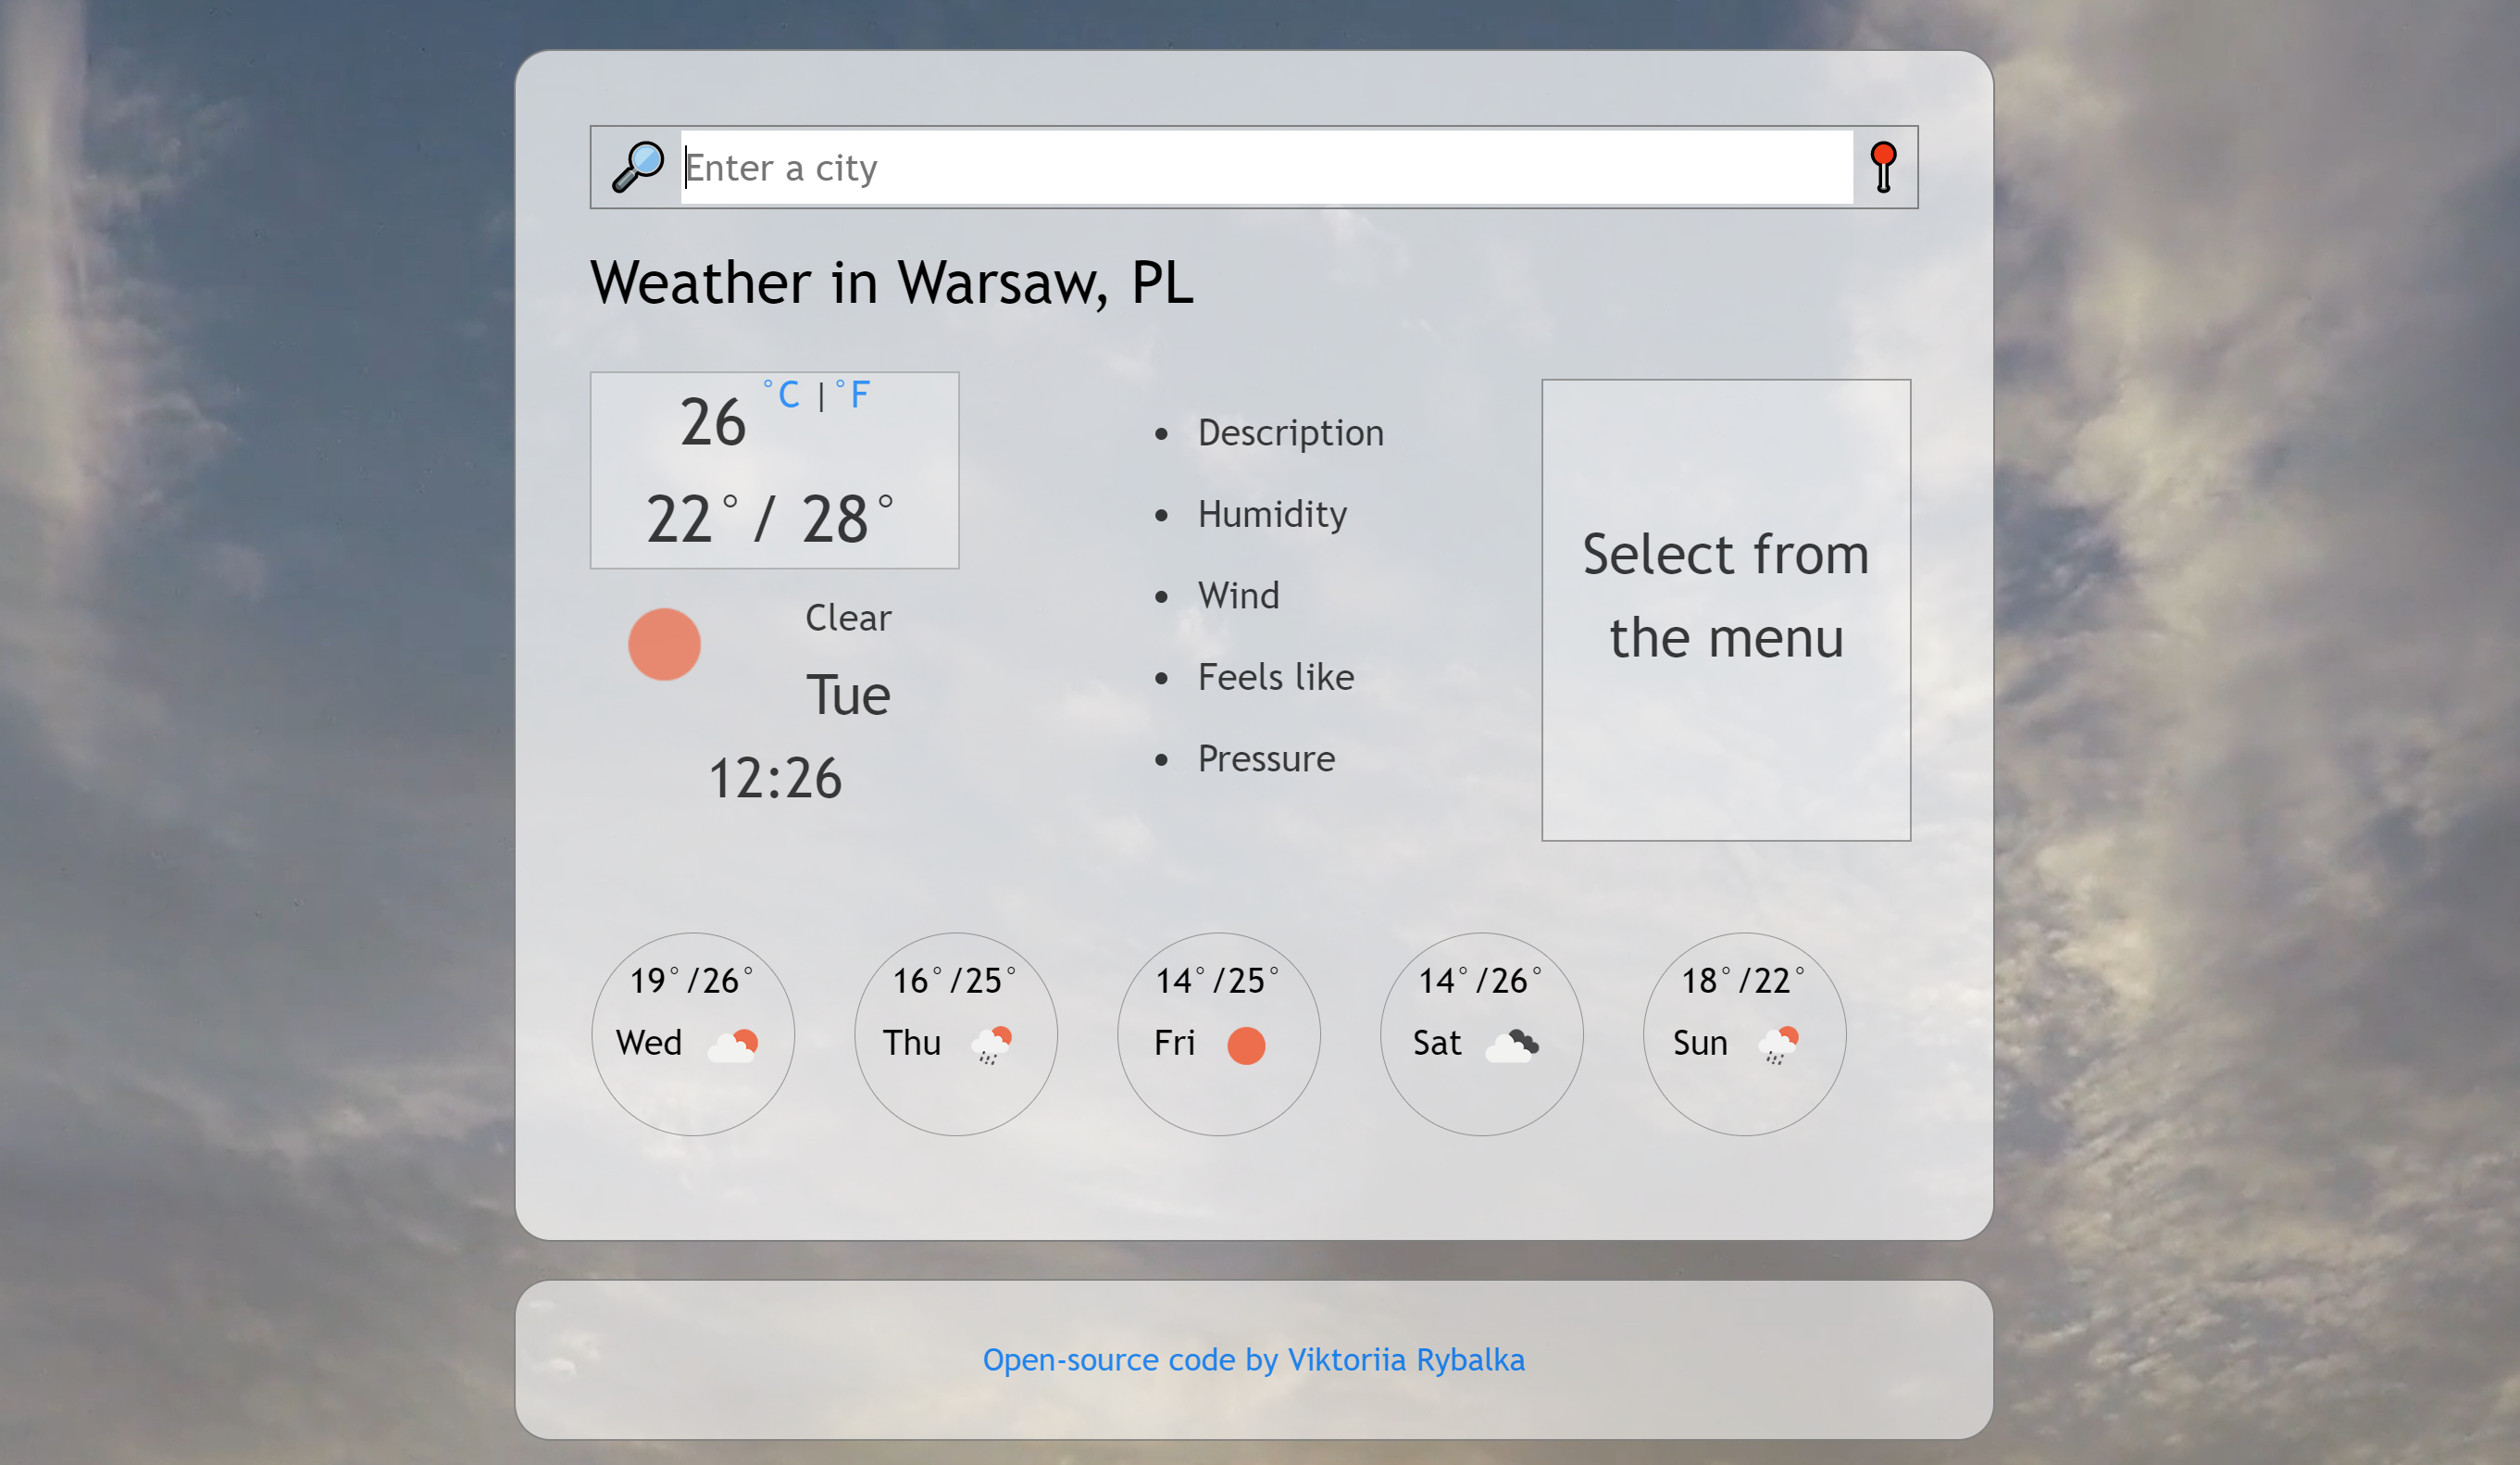 Enter a city
Weather in Warsaw, PL
26 °C | °F
22° / 28°
Clear
Tue
12:26
• Description
• Humidity
• Wind
• Feels like
• Pressure
Select from
the menu
19°/26°
Wed
16°/25°
Thu
14°/25°
Fri
14°/26°
Sat
18°/22°
Sun
Open-source code by Viktoriia Rybalka